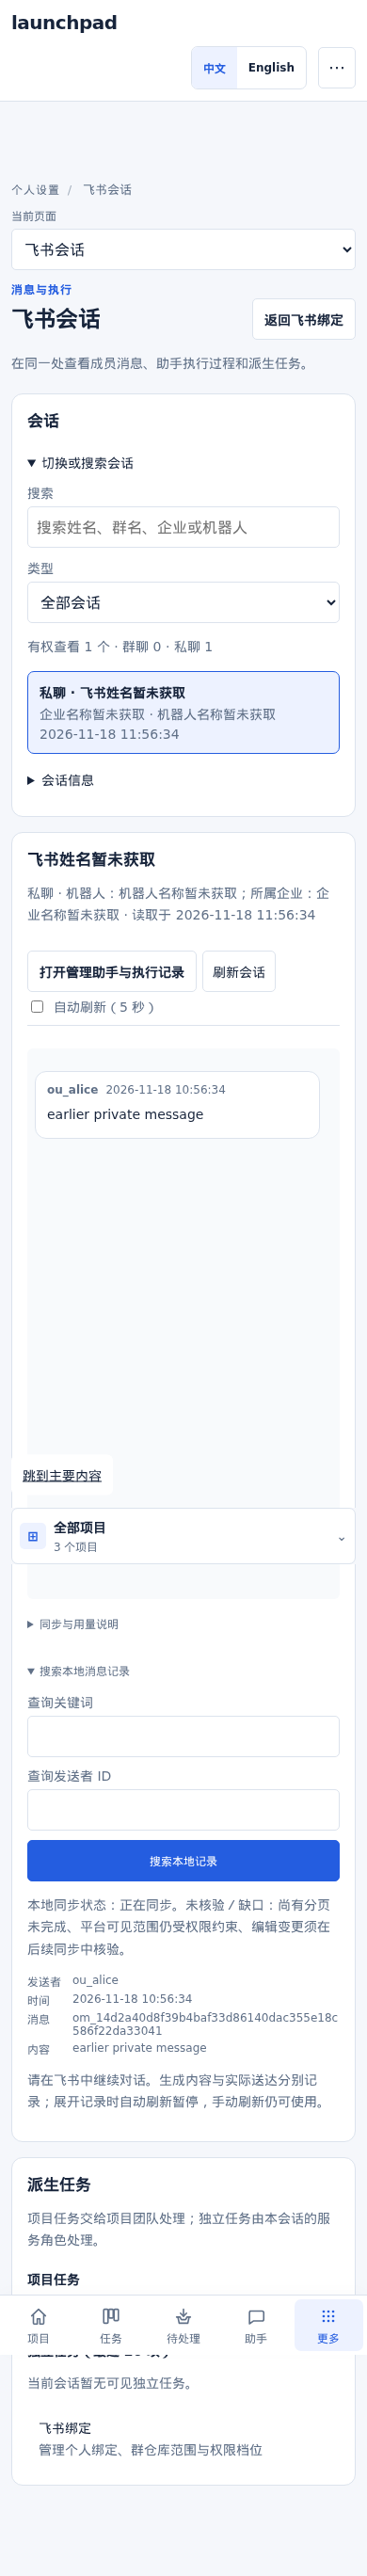 launchpad
中文 English ···
个人设置 / 飞书会话
当前页面
飞书会话
消息与执行
飞书会话
返回飞书绑定
在同一处查看成员消息、助手执行过程和派生任务。
会话
▼ 切换或搜索会话
搜索
搜索姓名、群名、企业或机器人
类型
全部会话
有权查看 1 个 · 群聊 0 · 私聊 1
私聊 · 飞书姓名暂未获取
企业名称暂未获取 · 机器人名称暂未获取
2026-11-18 11:56:34
▶ 会话信息
飞书姓名暂未获取
私聊 · 机器人：机器人名称暂未获取；所属企业：企
业名称暂未获取 · 读取于 2026-11-18 11:56:34
打开管理助手与执行记录 刷新会话
自动刷新（5 秒）
ou_alice 2026-11-18 10:56:34
earlier private message
跳到主要内容
全部项目
3 个项目
▶ 同步与用量说明
▼ 搜索本地消息记录
查询关键词
查询发送者 ID
搜索本地记录
本地同步状态：正在同步。未核验 / 缺口：尚有分页
未完成、平台可见范围仍受权限约束、编辑变更须在
后续同步中核验。
发送者 ou_alice
时间 2026-11-18 10:56:34
消息 om_14d2a40d8f39b4baf33d86140dac355e18c
586f22da33041
内容 earlier private message
请在飞书中继续对话。生成内容与实际送达分别记
录；展开记录时自动刷新暂停，手动刷新仍可使用。
派生任务
项目任务交给项目团队处理；独立任务由本会话的服
务角色处理。
项目任务
项目 任务 待处理 助手 更多
当前会话暂无可见独立任务。
飞书绑定
管理个人绑定、群仓库范围与权限档位